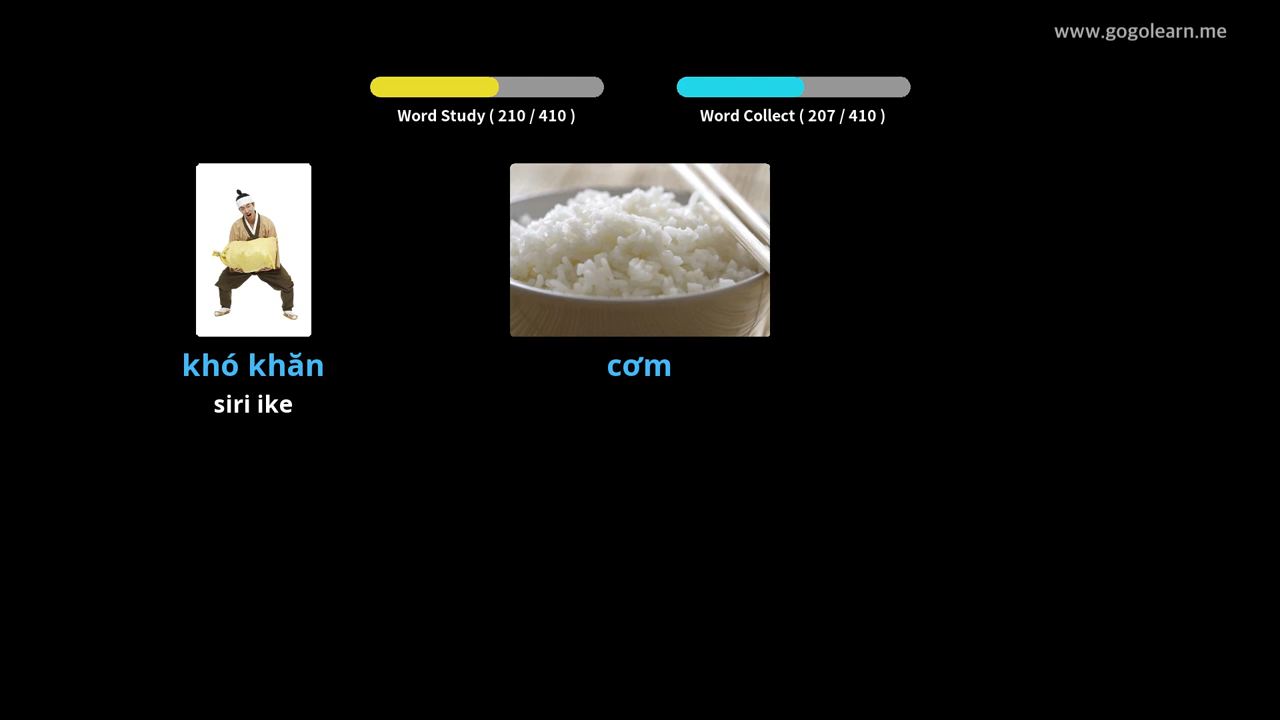 www.gogolearn.me
Word Study ( 210 / 410 )
Word Collect ( 207 / 410 )
khó khăn
siri ike
cơm